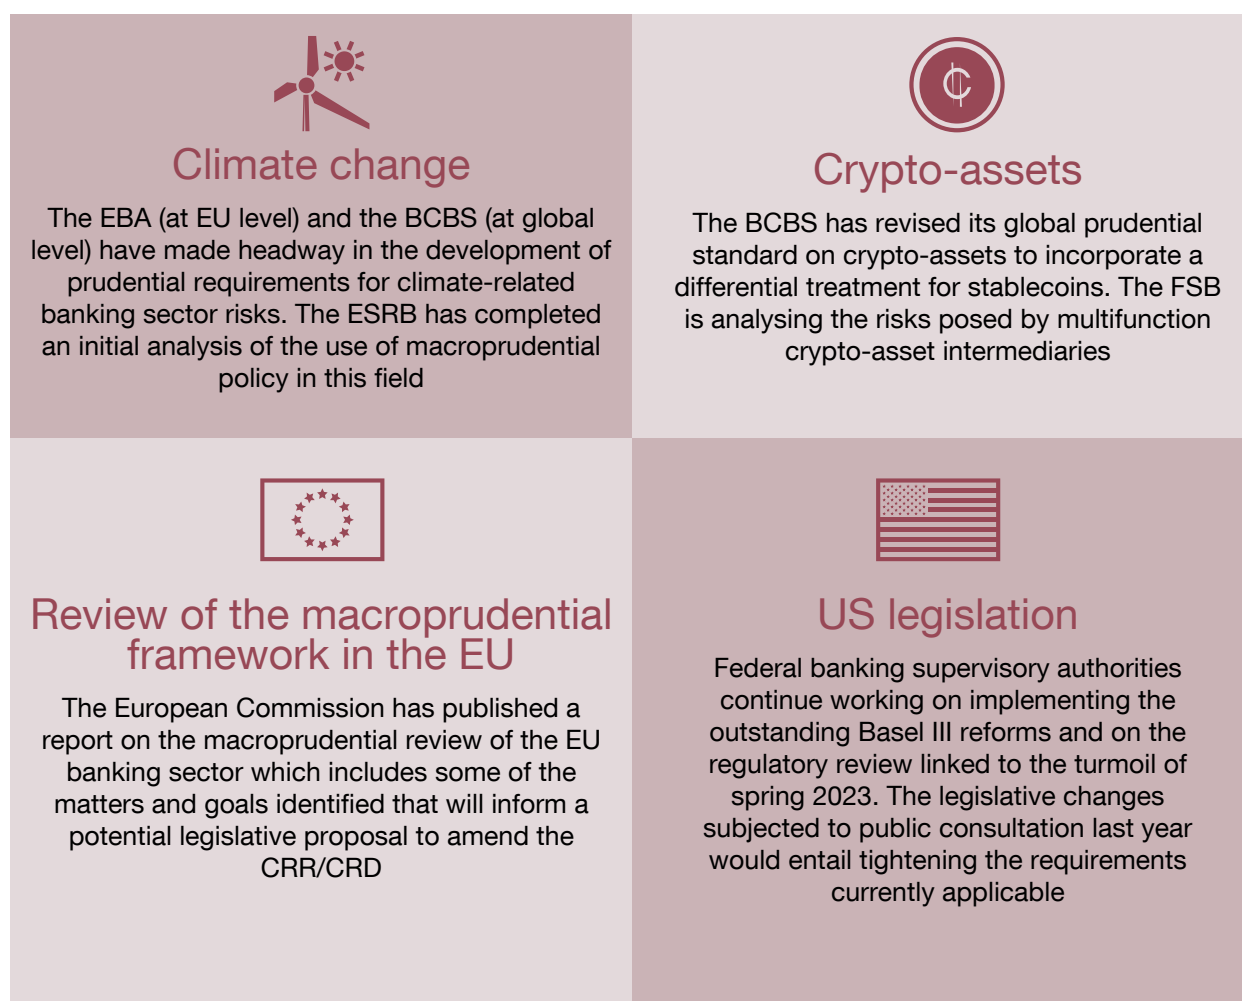 Climate change
The EBA (at EU level) and the BCBS (at global
level) have made headway in the development of
prudential requirements for climate-related
banking sector risks. The ESRB has completed
an initial analysis of the use of macroprudential
policy in this field
₵
Crypto-assets
The BCBS has revised its global prudential
standard on crypto-assets to incorporate a
differential treatment for stablecoins. The FSB
is analysing the risks posed by multifunction
crypto-asset intermediaries
Review of the macroprudential
framework in the EU
The European Commission has published a
report on the macroprudential review of the EU
banking sector which includes some of the
matters and goals identified that will inform a
potential legislative proposal to amend the
CRR/CRD
US legislation
Federal banking supervisory authorities
continue working on implementing the
outstanding Basel III reforms and on the
regulatory review linked to the turmoil of
spring 2023. The legislative changes
subjected to public consultation last year
would entail tightening the requirements
currently applicable